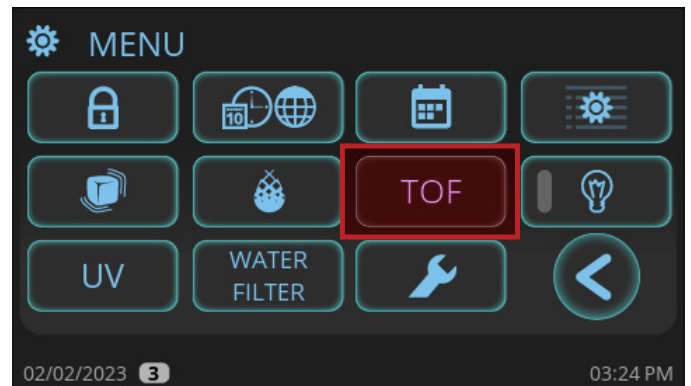 MENU
10
TOF
UV
WATER
FILTER
02/02/2023 3
03:24 PM